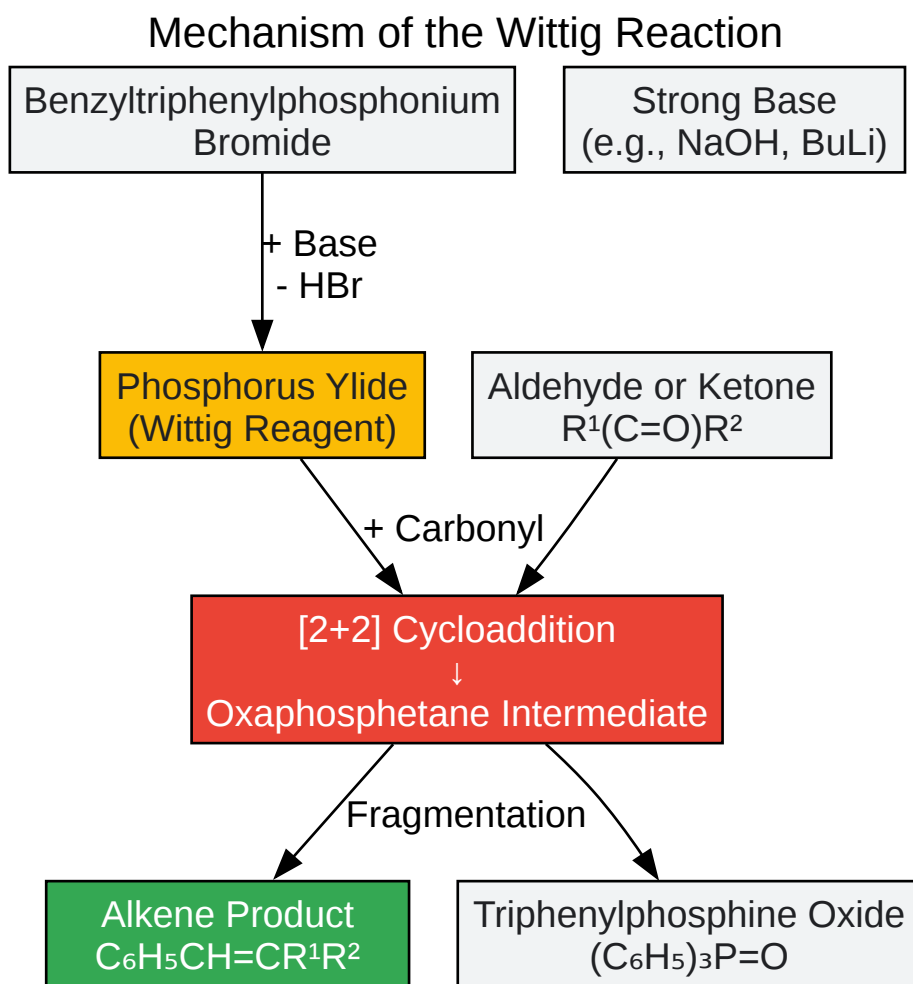 Mechanism of the Wittig Reaction
Benzyltriphenylphosphonium
Bromide
Strong Base
(e.g., NaOH, BuLi)
+ Base
- HBr
Phosphorus Ylide
(Wittig Reagent)
Aldehyde or Ketone
R¹(C=O)R²
+ Carbonyl
[2+2] Cycloaddition
↓
Oxaphosphetane Intermediate
Fragmentation
Alkene Product
C₆H₅CH=CR¹R²
Triphenylphosphine Oxide
(C₆H₅)₃P=O